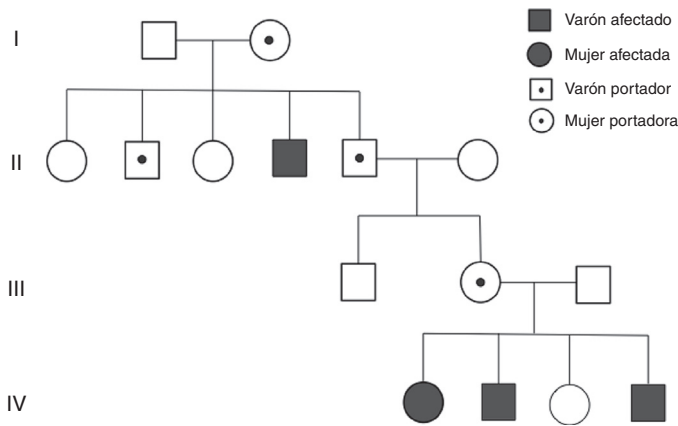 I
II
III
IV
Varón afectado
Mujer afectada
Varón portador
Mujer portadora